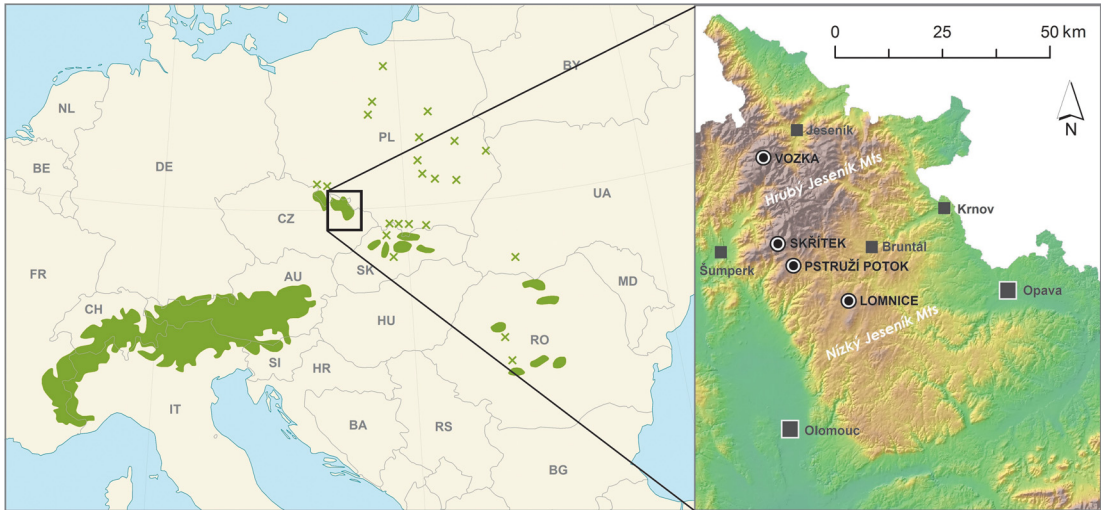 NL
BE
DE
PL
BY
UA
CZ
FR
SK
AU
MD
CH
HU
RO
SI
HR
IT
BA
RS
BG
0 25 50 km
N
Jeseník
VOZKA
Hrubý Jeseník Mts
Krnov
SKŘÍTEK
Bruntál
Šumperk
PSTRUŽÍ POTOK
Opava
LOMNICE
Nízký Jeseník Mts
Olomouc